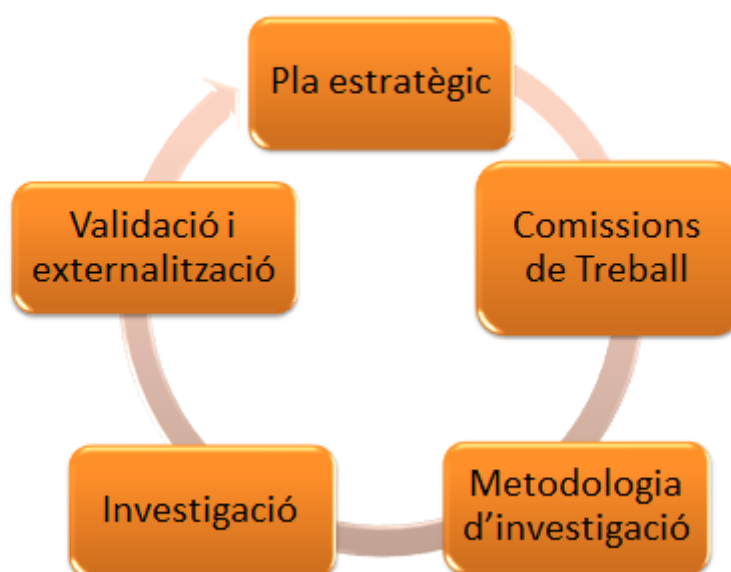 Pla estratègic
Comissions
de Treball
Metodologia
d’investigació
Investigació
Validació i
externalització